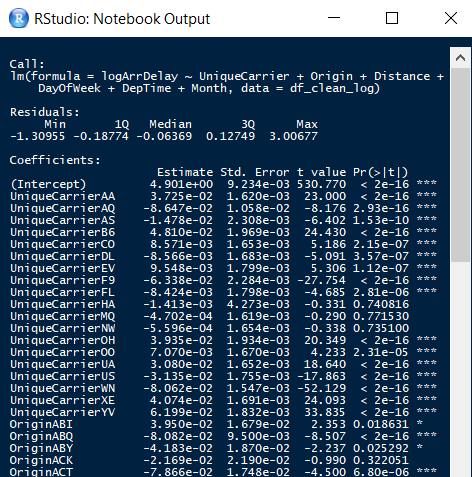 RStudio: Notebook Output
Call:
lm(formula = logArrDelay ~ UniqueCarrier + Origin + Distance +
DayOfWeek + DepTime + Month, data = df_clean_log)
Residuals:
Min 1Q Median 3Q Max
-1.30955 -0.18774 -0.06369 0.12749 3.00677
Coefficients:
Estimate Std. Error t value Pr(>|t|)
(Intercept) 4.901e+00 9.234e-03 530.770 < 2e-16 ***
UniqueCarrierAA 3.725e-02 1.620e-03 23.000 < 2e-16 ***
UniqueCarrierAQ -8.647e-02 1.058e-02 -8.176 2.93e-16 ***
UniqueCarrierAS -1.478e-02 2.308e-03 -6.402 1.53e-10 ***
UniqueCarrierB6 4.810e-02 1.969e-03 24.430 < 2e-16 ***
UniqueCarrierCO 8.571e-03 1.653e-03 5.186 2.15e-07 ***
UniqueCarrierDL -8.566e-03 1.683e-03 -5.091 3.57e-07 ***
UniqueCarrierEV 9.548e-03 1.799e-03 5.306 1.12e-07 ***
UniqueCarrierF9 -6.338e-02 2.284e-03 -27.754 < 2e-16 ***
UniqueCarrierFL -8.424e-03 1.798e-03 -4.685 2.81e-06 ***
UniqueCarrierHA -1.413e-03 4.273e-03 -0.331 0.740816
UniqueCarrierMQ -4.702e-04 1.619e-03 -0.290 0.771530
UniqueCarrierNW -5.596e-04 1.654e-03 -0.338 0.735100
UniqueCarrierOH 3.935e-02 1.934e-03 20.349 < 2e-16 ***
UniqueCarrierOO 7.070e-03 1.670e-03 4.233 2.31e-05 ***
UniqueCarrierUA 3.080e-02 1.652e-03 18.640 < 2e-16 ***
UniqueCarrierUS -3.135e-02 1.755e-03 -17.863 < 2e-16 ***
UniqueCarrierWN -8.062e-02 1.547e-03 -52.129 < 2e-16 ***
UniqueCarrierXE 4.074e-02 1.691e-03 24.093 < 2e-16 ***
UniqueCarrierYV 6.199e-02 1.832e-03 33.835 < 2e-16 ***
OriginABI 3.950e-02 1.679e-02 2.353 0.018631 *
OriginABQ -8.082e-02 9.500e-03 -8.507 < 2e-16 ***
OriginABY -4.183e-02 1.870e-02 -2.237 0.025292 *
OriginACK -2.169e-02 2.190e-02 -0.990 0.322051
OriginACT -7.866e-02 1.748e-02 -4.500 6.80e-06 ***